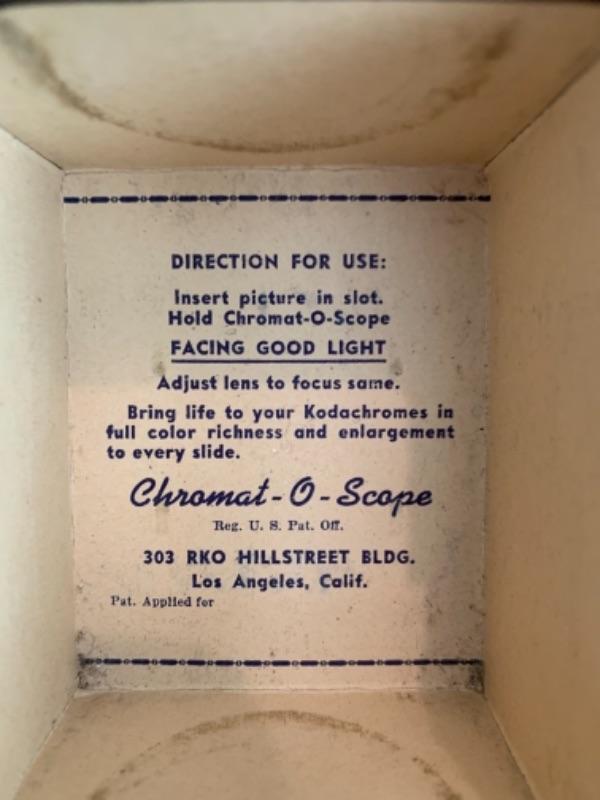 DIRECTION FOR USE:
Insert picture in slot.
Hold Chromat-O-Scope
FACING GOOD LIGHT
Adjust lens to focus same.
Bring life to your Kodachromes in
full color richness and enlargement
to every slide.
Chromat-O-Scope
Reg. U. S. Pat. Off.
303 RKO HILLSTREET BLDG.
Los Angeles, Calif.
Pat. Applied for